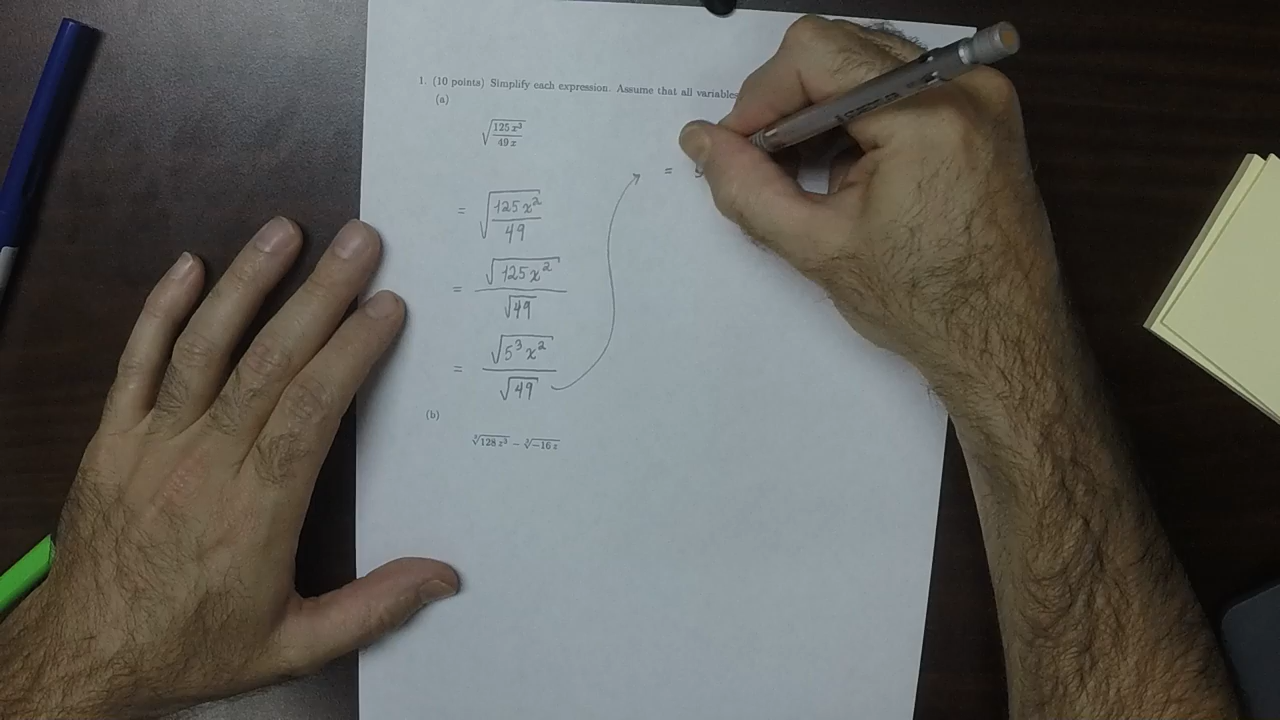 1. (10 points) Simplify each expression. Assume that all variables
(a)
√(125x³/49x)
= √(125x²/49)
= √(125x²)/√49
= √(5³x²)/√49
= 5
(b)
∛(128x³) − ∛(−16x)